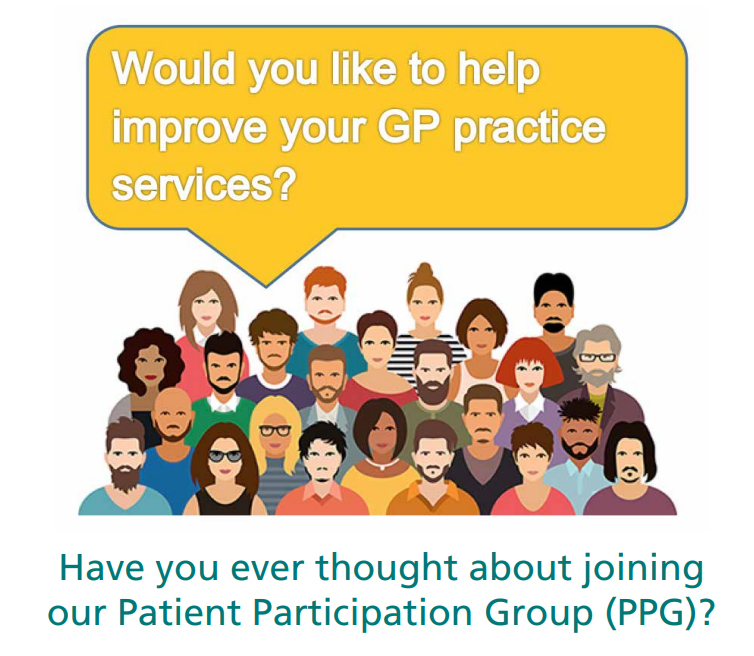 Would you like to help
improve your GP practice
services?
Have you ever thought about joining
our Patient Participation Group (PPG)?